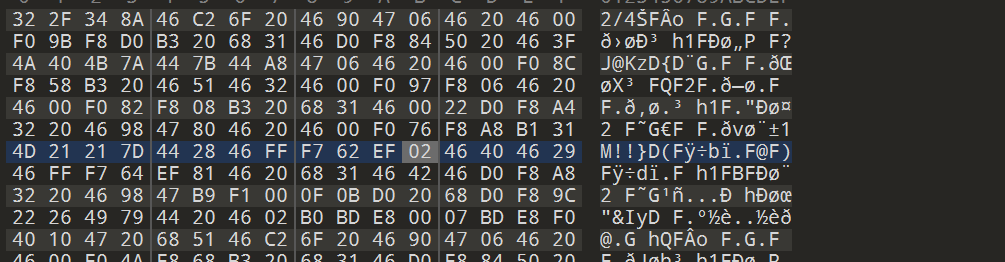 32 2F 34 8A 46 C2 6F 20 46 90 47 06 46 20 46 00 2/4ŠFÂo F.G.F F.
F0 9B F8 D0 B3 20 68 31 46 D0 F8 84 50 20 46 3F ð›øÐ³ h1FÐø„P F?
4A 40 4B 7A 44 7B 44 A8 47 06 46 20 46 00 F0 8C J@KzD{D¨G.F F.ðŒ
F8 58 B3 20 46 51 46 32 46 00 F0 97 F8 06 46 20 øX³ FQF2F.ð—ø.F
46 00 F0 82 F8 08 B3 20 68 31 46 00 22 D0 F8 A4 F.ð‚ø.³ h1F."Ðø¤
32 20 46 98 47 80 46 20 46 00 F0 76 F8 A8 B1 31 2 F˜G€F F.ðvø¨±1
4D 21 21 7D 44 28 46 FF F7 62 EF 02 46 40 46 29 M!!}D(Fÿ÷bï.F@F)
46 FF F7 64 EF 81 46 20 68 31 46 42 46 D0 F8 A8 Fÿ÷dï.F h1FBFÐø¨
32 20 46 98 47 B9 F1 00 0F 0B D0 20 68 D0 F8 9C 2 F˜G¹ñ...Ð hÐøœ
22 26 49 79 44 20 46 02 B0 BD E8 00 07 BD E8 F0 "&IyD F.°½è..½èð
40 10 47 20 68 51 46 C2 6F 20 46 90 47 06 46 20 @.G hQFÂo F.G.F